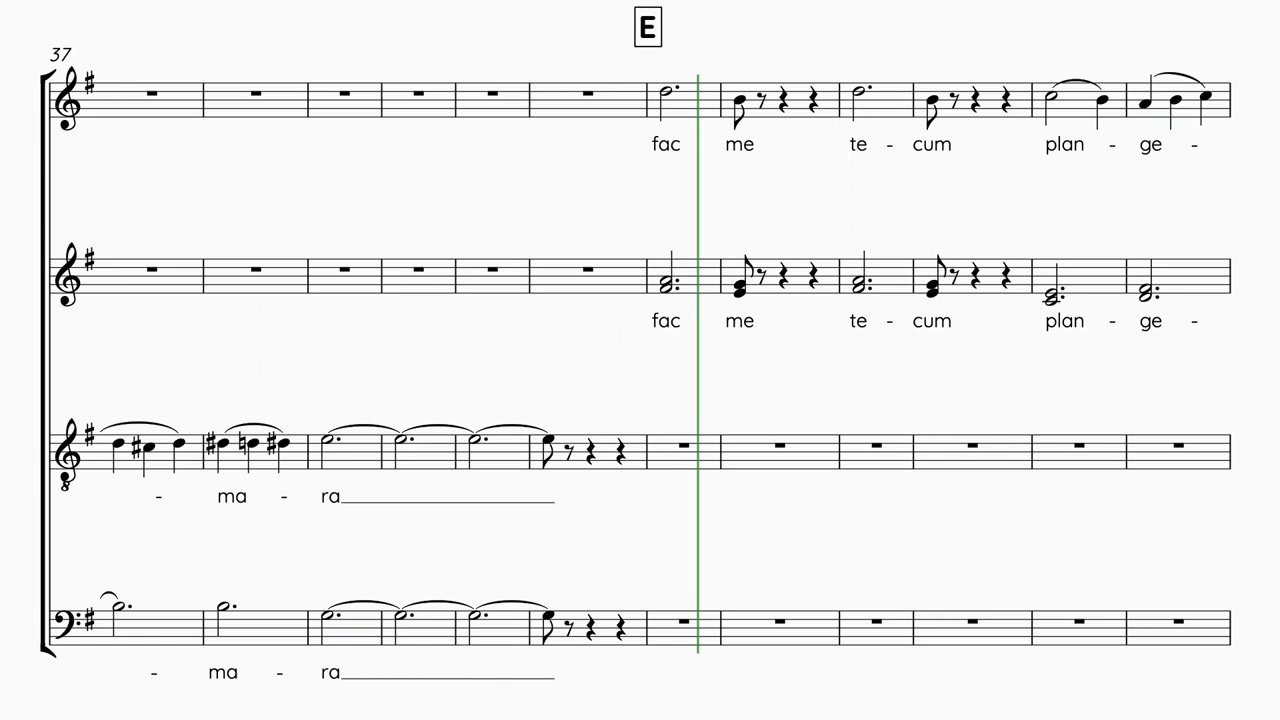 E
37
fac me te - cum plan - ge -
fac me te - cum plan - ge -
- ma - ra
- ma - ra